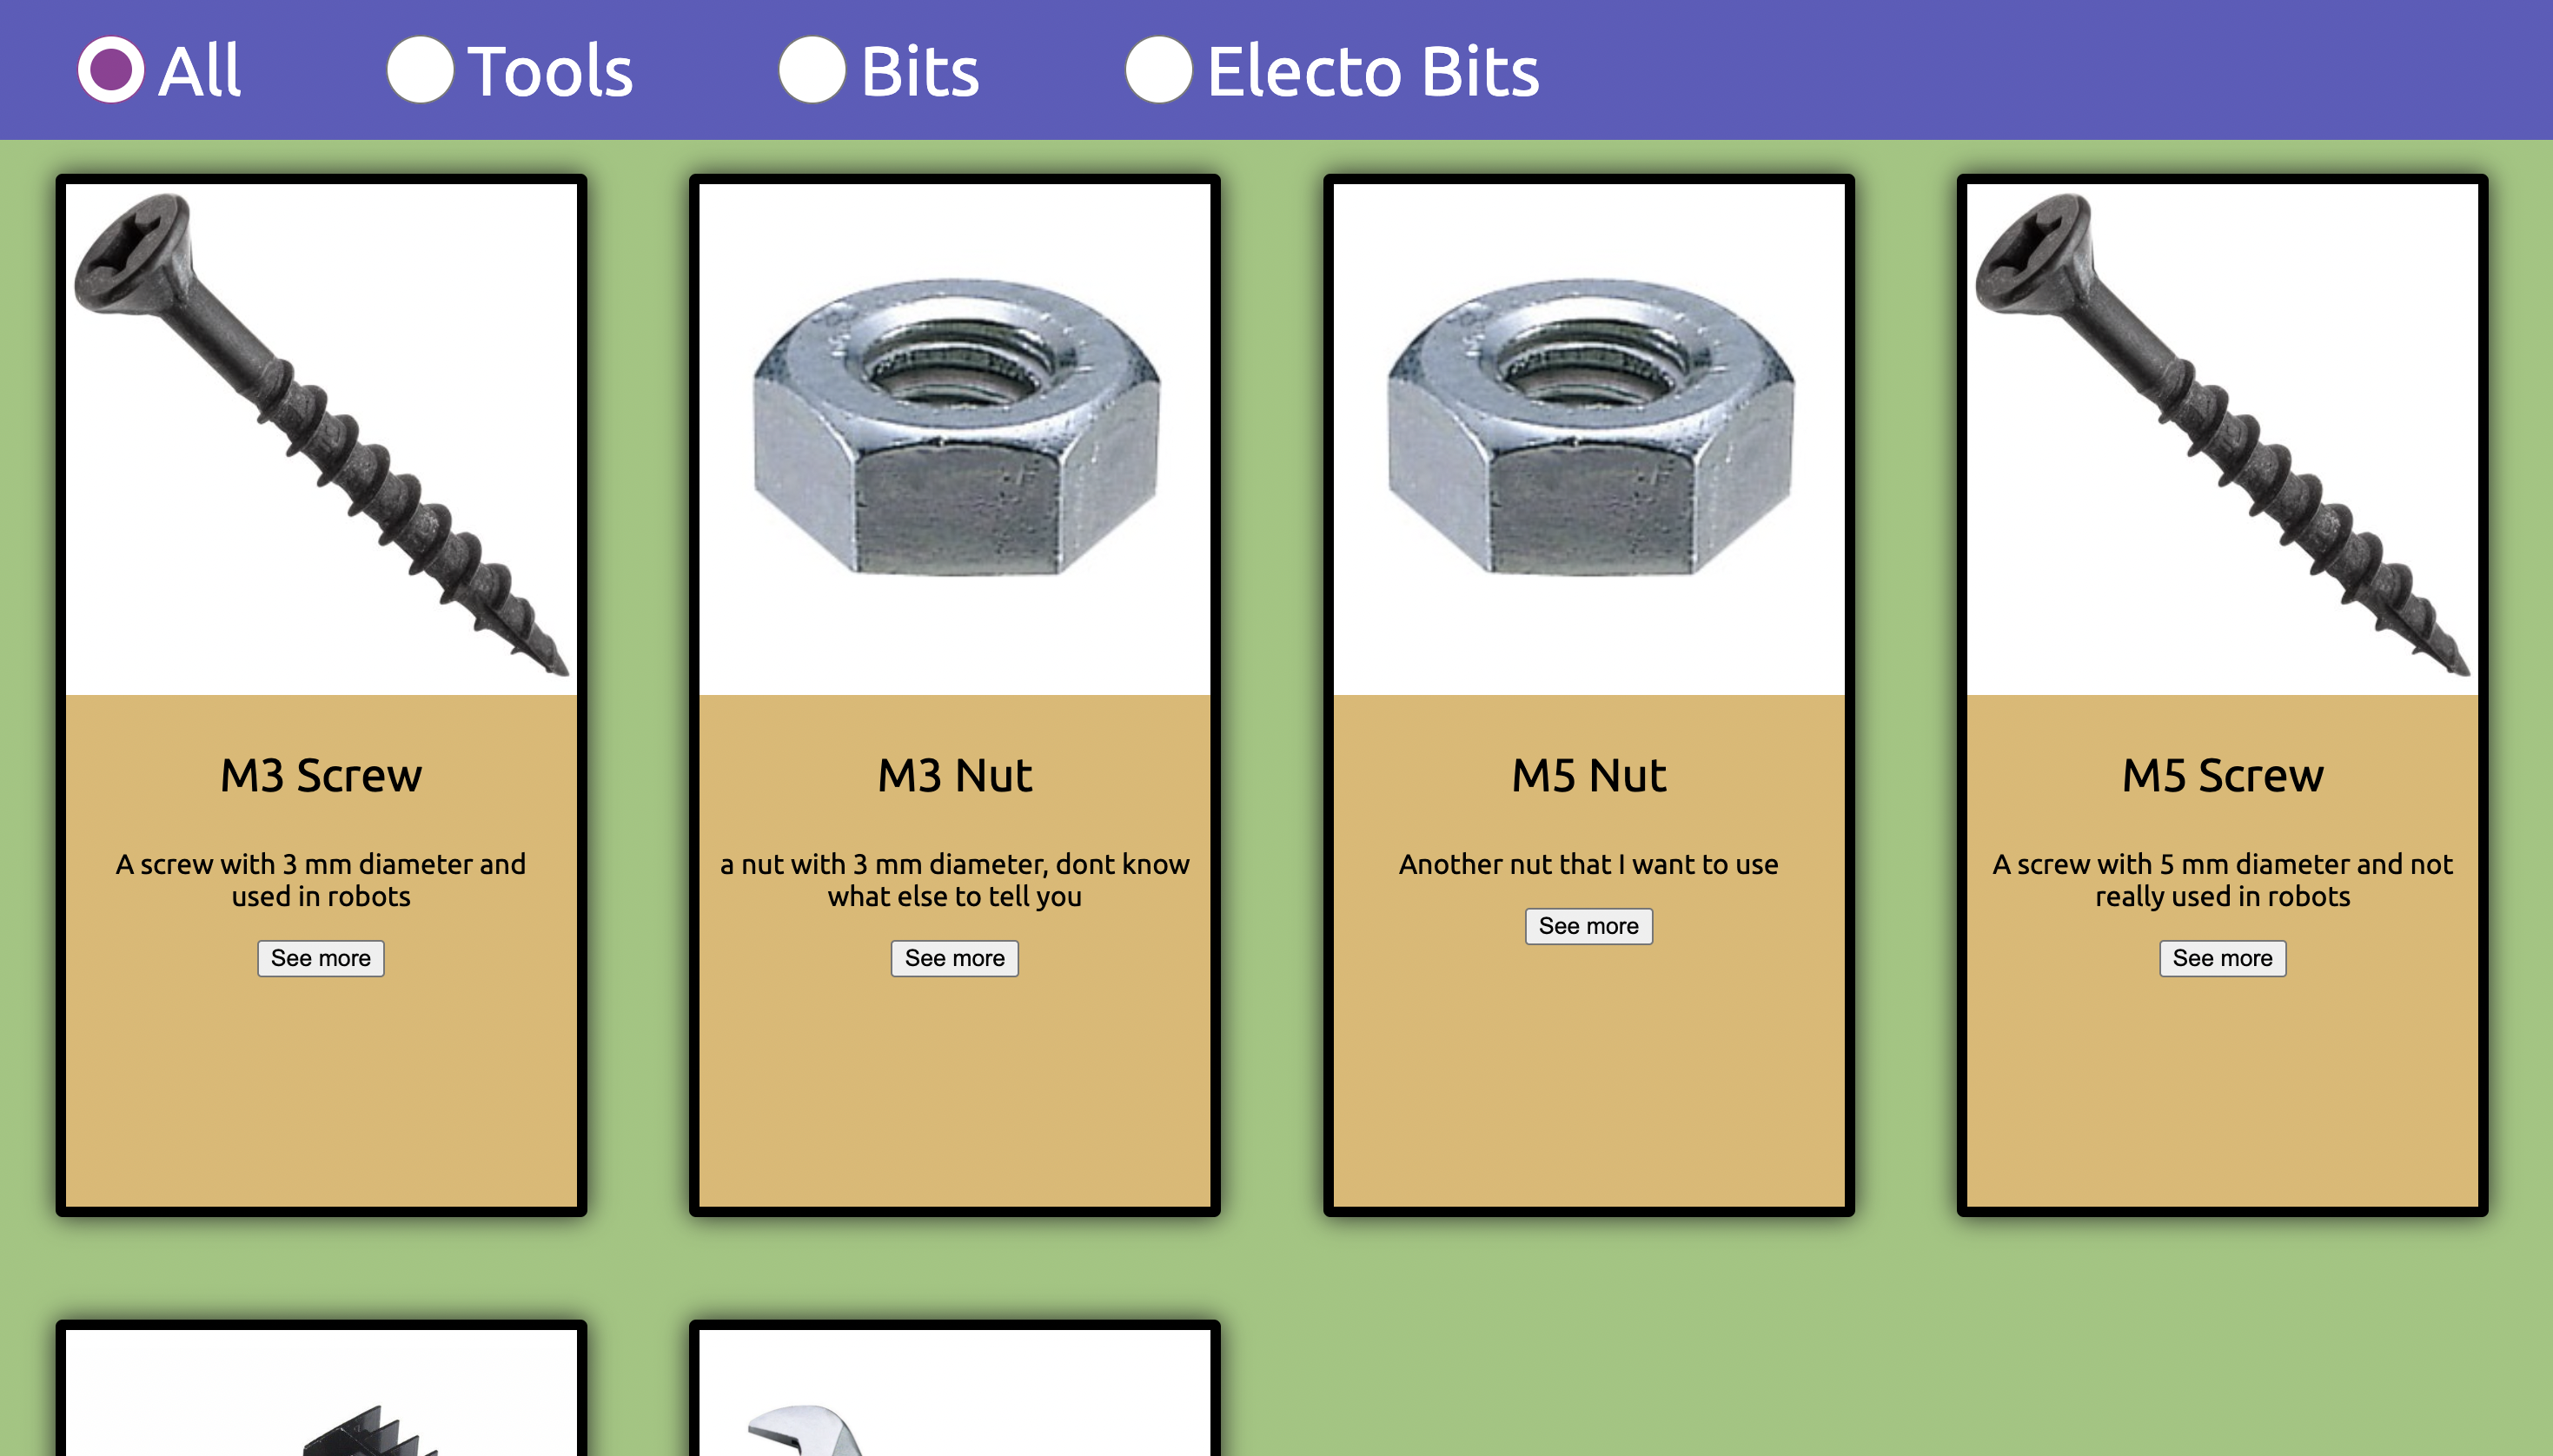 All Tools Bits Electo Bits
M3 Screw
A screw with 3 mm diameter and
used in robots
See more
M3 Nut
a nut with 3 mm diameter, dont know
what else to tell you
See more
M5 Nut
Another nut that I want to use
See more
M5 Screw
A screw with 5 mm diameter and not
really used in robots
See more